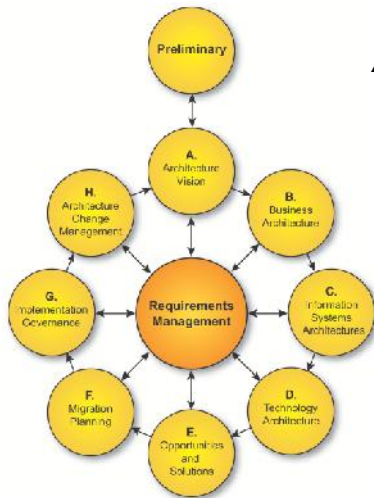 Preliminary
A.
Architecture
Vision
B.
Business
Architecture
C.
Information
Systems
Architectures
D.
Technology
Architecture
E.
Opportunities
and
Solutions
F.
Migration
Planning
G.
Implementation
Governance
H.
Architecture
Change
Management
Requirements
Management